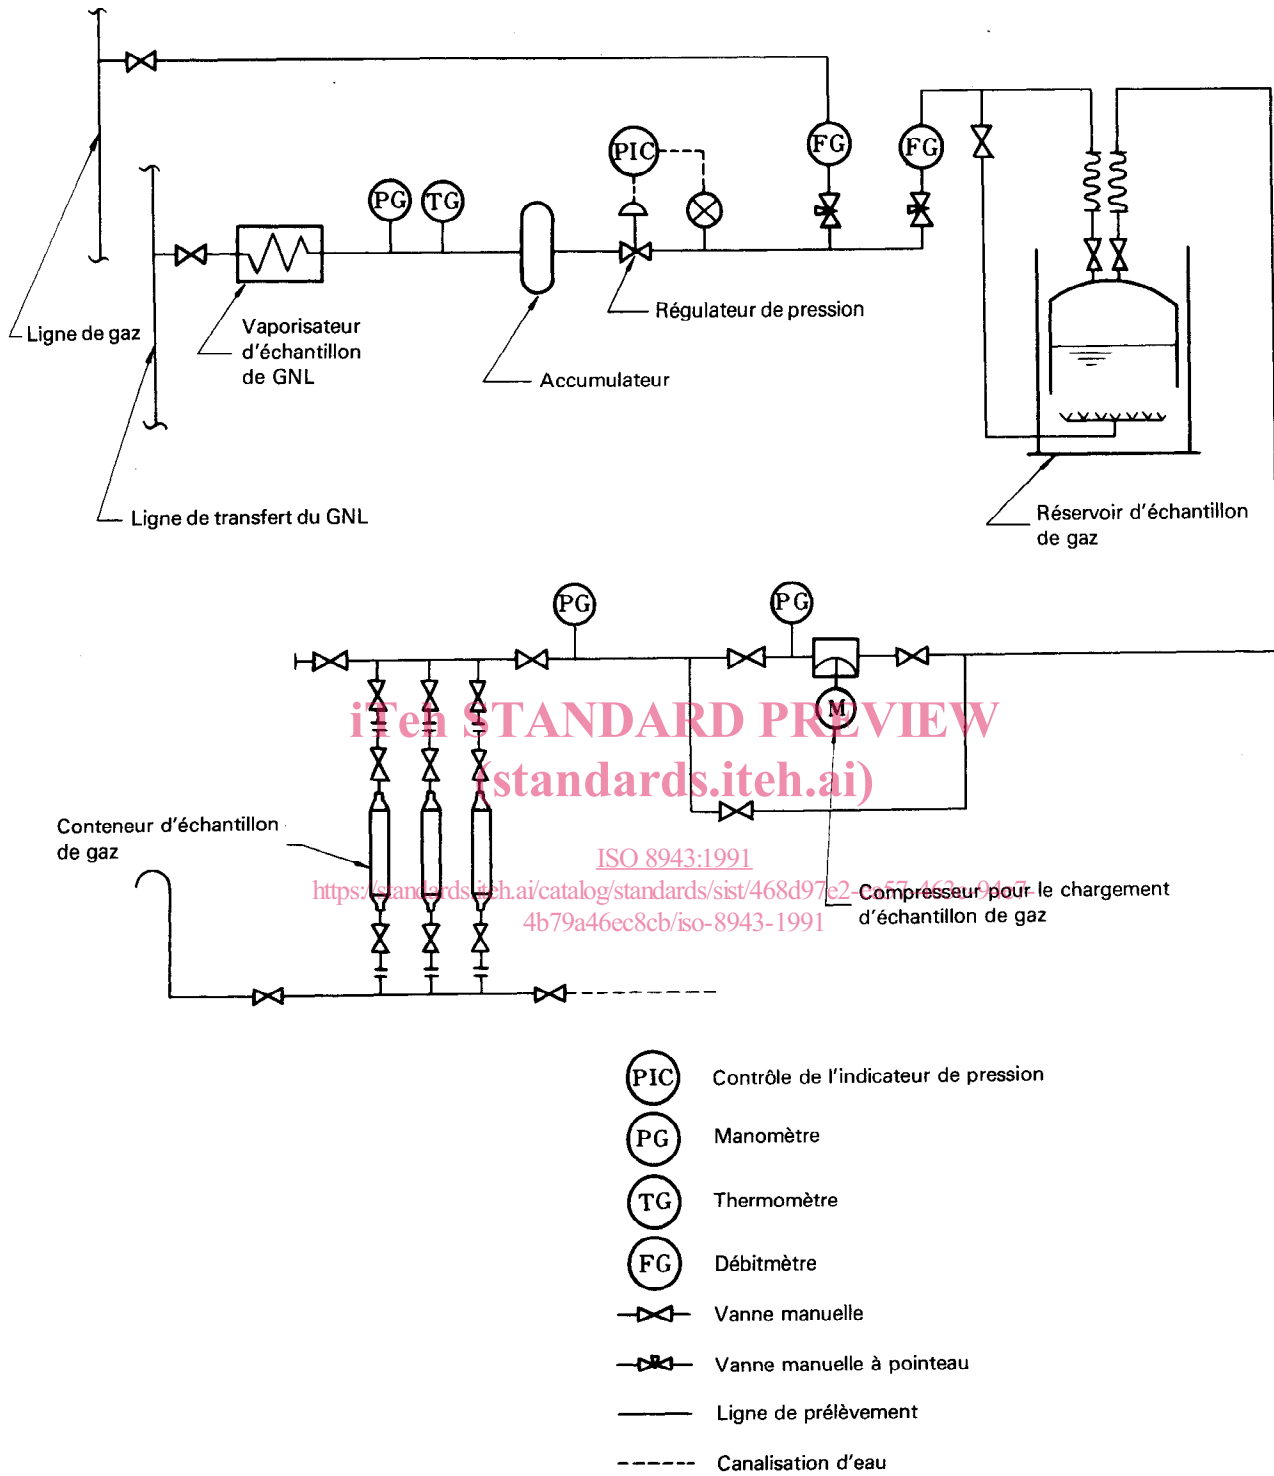 FG
FG
PIC
PG
TG
Régulateur de pression
Ligne de gaz
Vaporisateur
d'échantillon
de GNL
Accumulateur
Ligne de transfert du GNL
Réservoir d'échantillon
de gaz
PG
PG
M
iTeh STANDARD PREVIEW
(standards.iteh.ai)
Conteneur d'échantillon
de gaz
ISO 8943:1991
Compresseur pour le chargement
d'échantillon de gaz
4b79a46ec8cb/iso-8943-1991
PIC Contrôle de l'indicateur de pression
PG Manomètre
TG Thermomètre
FG Débitmètre
Vanne manuelle
Vanne manuelle à pointeau
Ligne de prélèvement
Canalisation d'eau